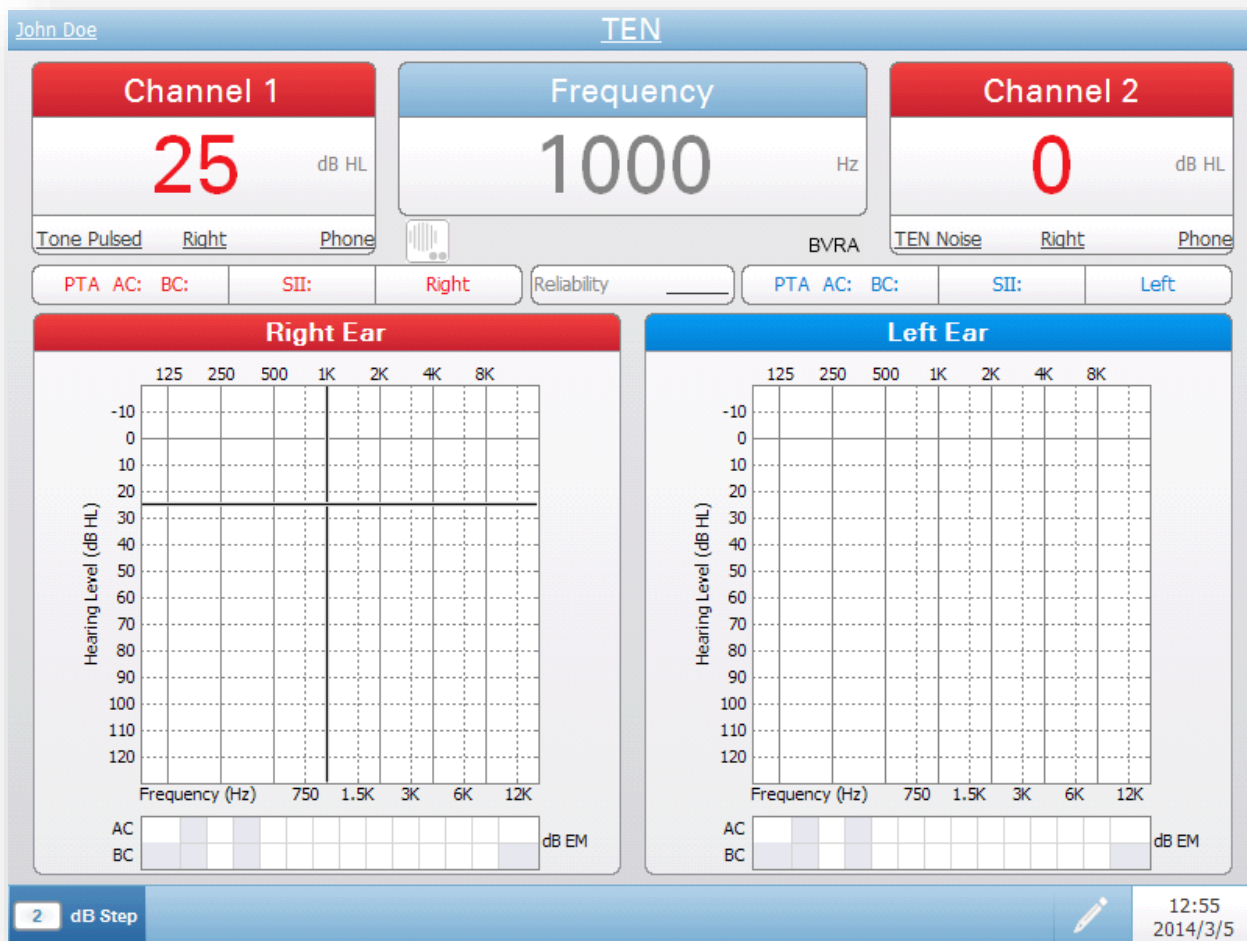 John Doe
TEN
Channel 1
Frequency
Channel 2
25 dB HL
1000 Hz
0 dB HL
Tone Pulsed Right Phone
BVRA
TEN Noise Right Phone
PTA AC: BC: SII: Right
Reliability
PTA AC: BC: SII: Left
Right Ear
125 250 500 1K 2K 4K 8K
-10
0
10
20
30
40
50
60
70
80
90
100
110
120
Hearing Level (dB HL)
Frequency (Hz) 750 1.5K 3K 6K 12K
AC
BC
dB EM
Left Ear
125 250 500 1K 2K 4K 8K
-10
0
10
20
30
40
50
60
70
80
90
100
110
120
Hearing Level (dB HL)
Frequency (Hz) 750 1.5K 3K 6K 12K
AC
BC
dB EM
2 dB Step
12:55
2014/3/5